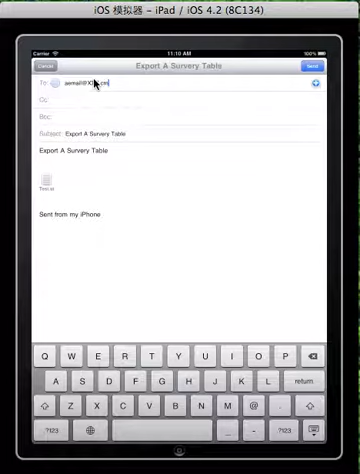 iOS 模拟器 – iPad / iOS 4.2 (8C134)
Carrier 11:10 AM 100%
Cancel Export A Survery Table Send
To:
Cc:
Bcc:
Subject: Export A Survery Table
Export A Survery Table
Sent from my iPhone
Q W E R T Y U I O P
A S D F G H J K L return
Z X C V B N M @ .
.?123 _ - .?123